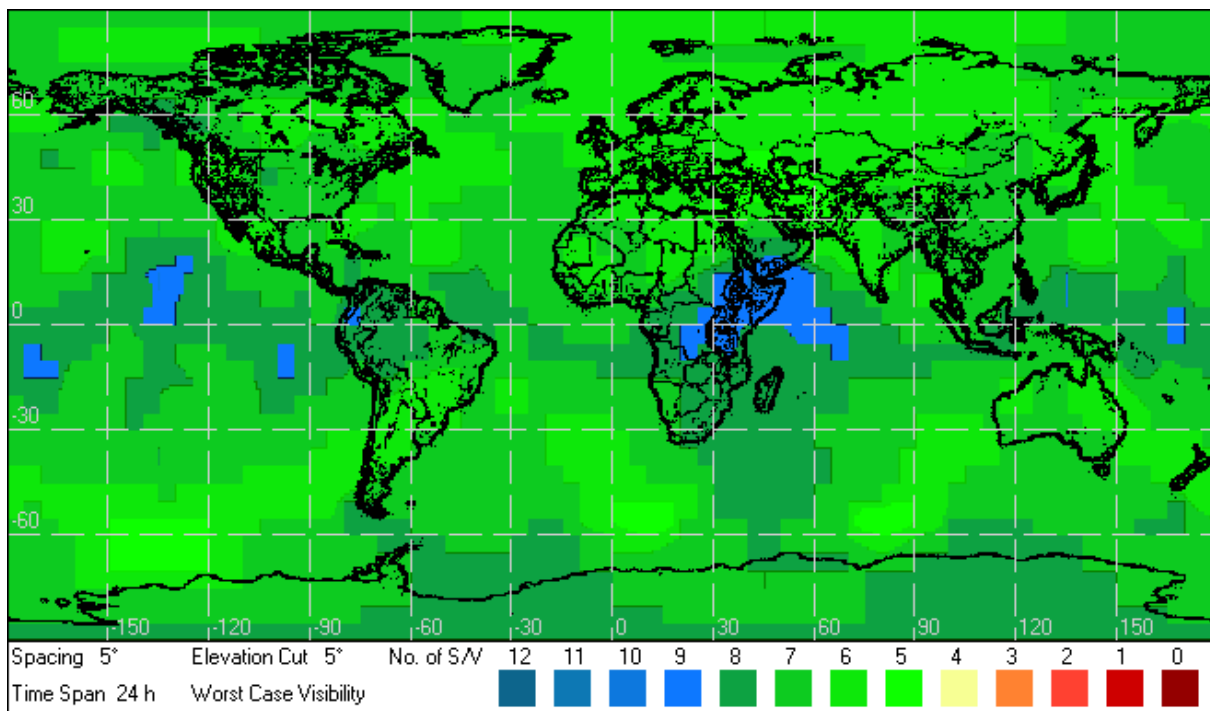 60
30
0
-30
-60
-150 -120 -90 -60 -30 0 30 60 90 120 150
Spacing 5° Elevation Cut 5° No. of S/V 12 11 10 9 8 7 6 5 4 3 2 1 0
Time Span 24 h Worst Case Visibility